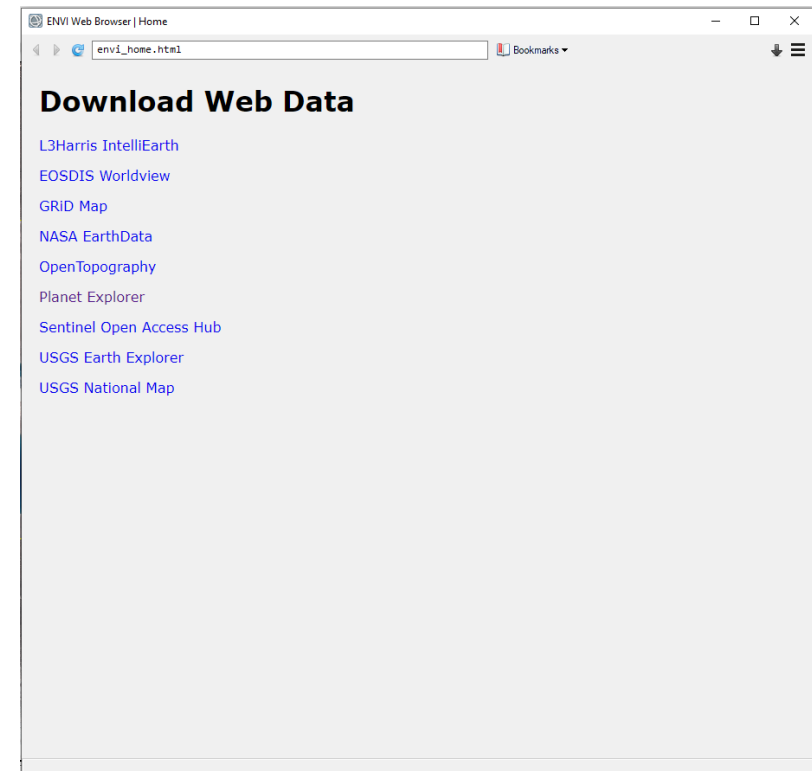 ENVI Web Browser | Home
envi_home.html
Bookmarks
Download Web Data
L3Harris IntelliEarth
EOSDIS Worldview
GRiD Map
NASA EarthData
OpenTopography
Planet Explorer
Sentinel Open Access Hub
USGS Earth Explorer
USGS National Map